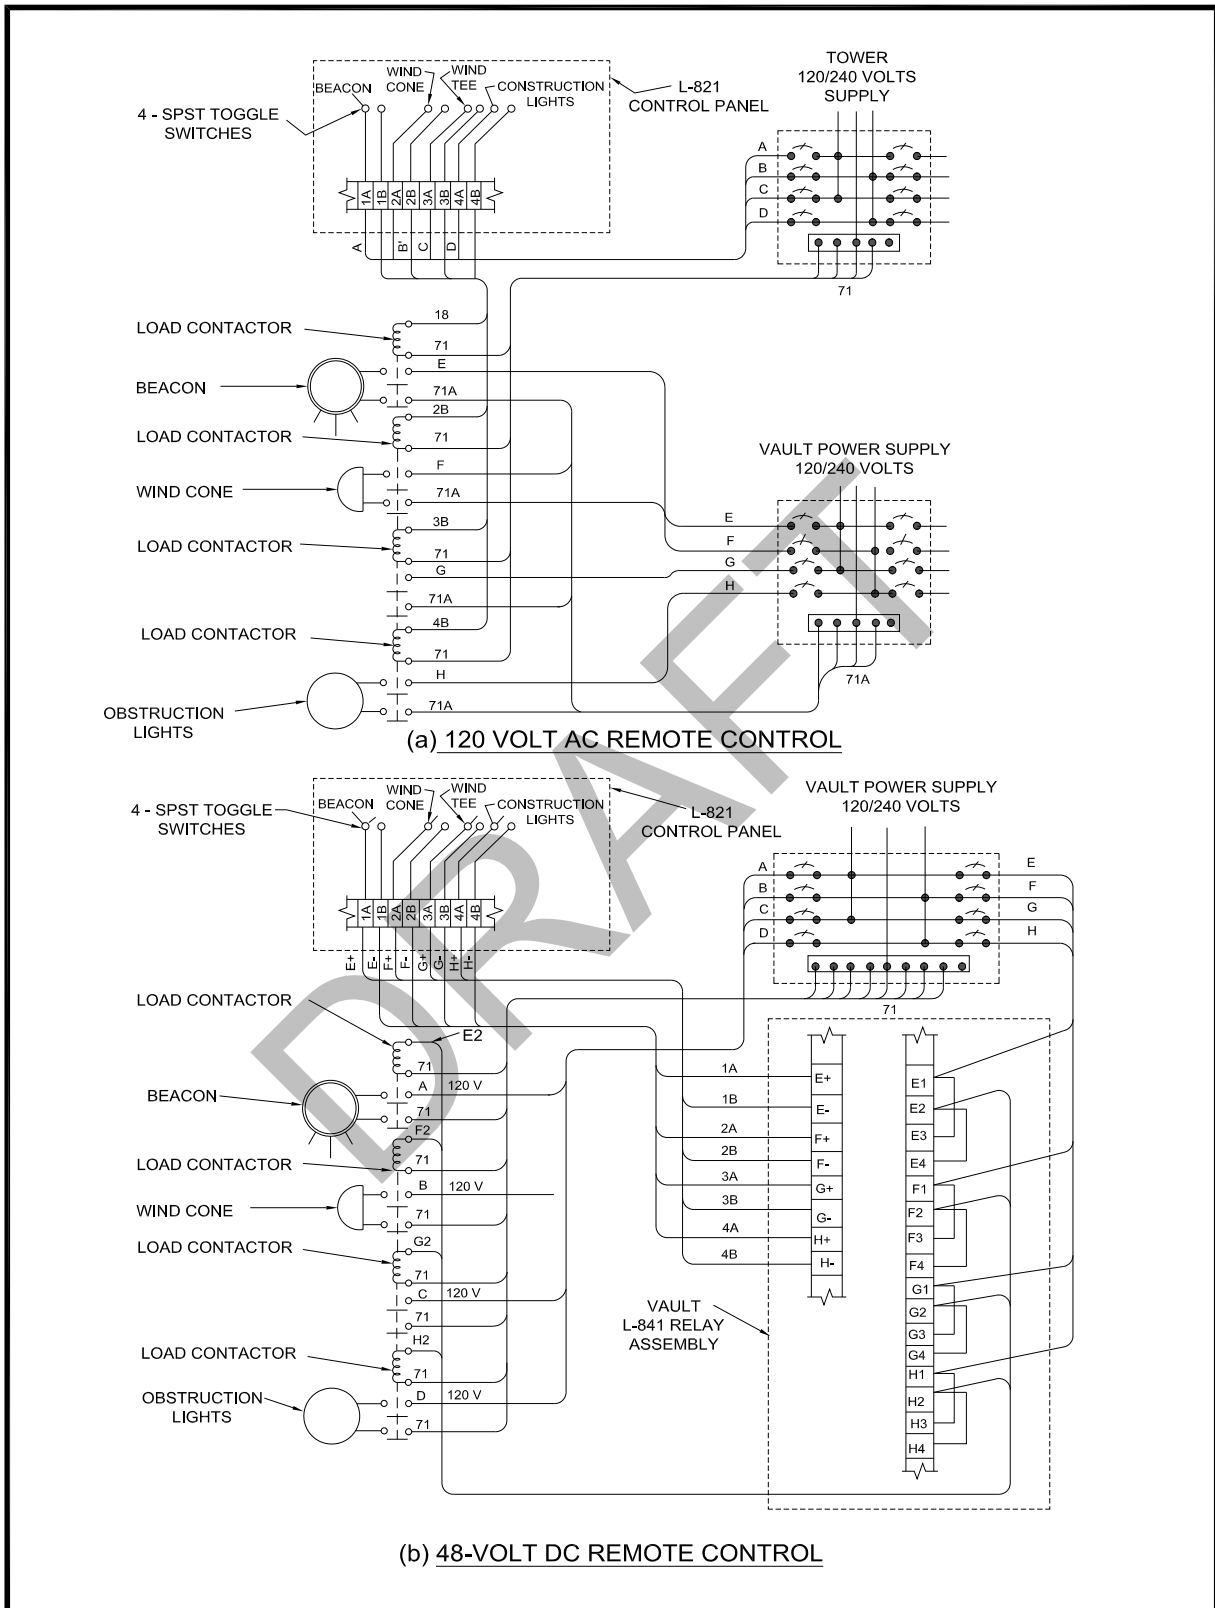 BEACON
WIND
CONE
WIND
TEE
CONSTRUCTION
LIGHTS
L-821
CONTROL PANEL
4 - SPST TOGGLE
SWITCHES
1A
1B
2A
2B
3A
3B
4A
4B
A
B'
C
D
TOWER
120/240 VOLTS
SUPPLY
A
B
C
D
71
LOAD CONTACTOR
18
71
BEACON
E
71A
LOAD CONTACTOR
2B
71
WIND CONE
F
71A
LOAD CONTACTOR
3B
71
G
71A
LOAD CONTACTOR
4B
71
OBSTRUCTION
LIGHTS
H
71A
VAULT POWER SUPPLY
120/240 VOLTS
E
F
G
H
71A
(a) 120 VOLT AC REMOTE CONTROL
DRAFT
4 - SPST TOGGLE
SWITCHES
BEACON
WIND
CONE
WIND
TEE
CONSTRUCTION
LIGHTS
L-821
CONTROL PANEL
1A
1B
2A
2B
3A
3B
4A
4B
E+
E-
F+
F-
G+
G-
H+
H-
VAULT POWER SUPPLY
120/240 VOLTS
A
B
C
D
E
F
G
H
71
LOAD CONTACTOR
E2
71
BEACON
A 120 V
71
F2
LOAD CONTACTOR
71
WIND CONE
B 120 V
71
LOAD CONTACTOR
G2
71
C 120 V
71
LOAD CONTACTOR
H2
71
OBSTRUCTION
LIGHTS
D 120 V
71
1A
1B
2A
2B
3A
3B
4A
4B
E+
E-
F+
F-
G+
G-
H+
H-
E1
E2
E3
E4
F1
F2
F3
F4
G1
G2
G3
G4
H1
H2
H3
H4
VAULT
L-841 RELAY
ASSEMBLY
(b) 48-VOLT DC REMOTE CONTROL